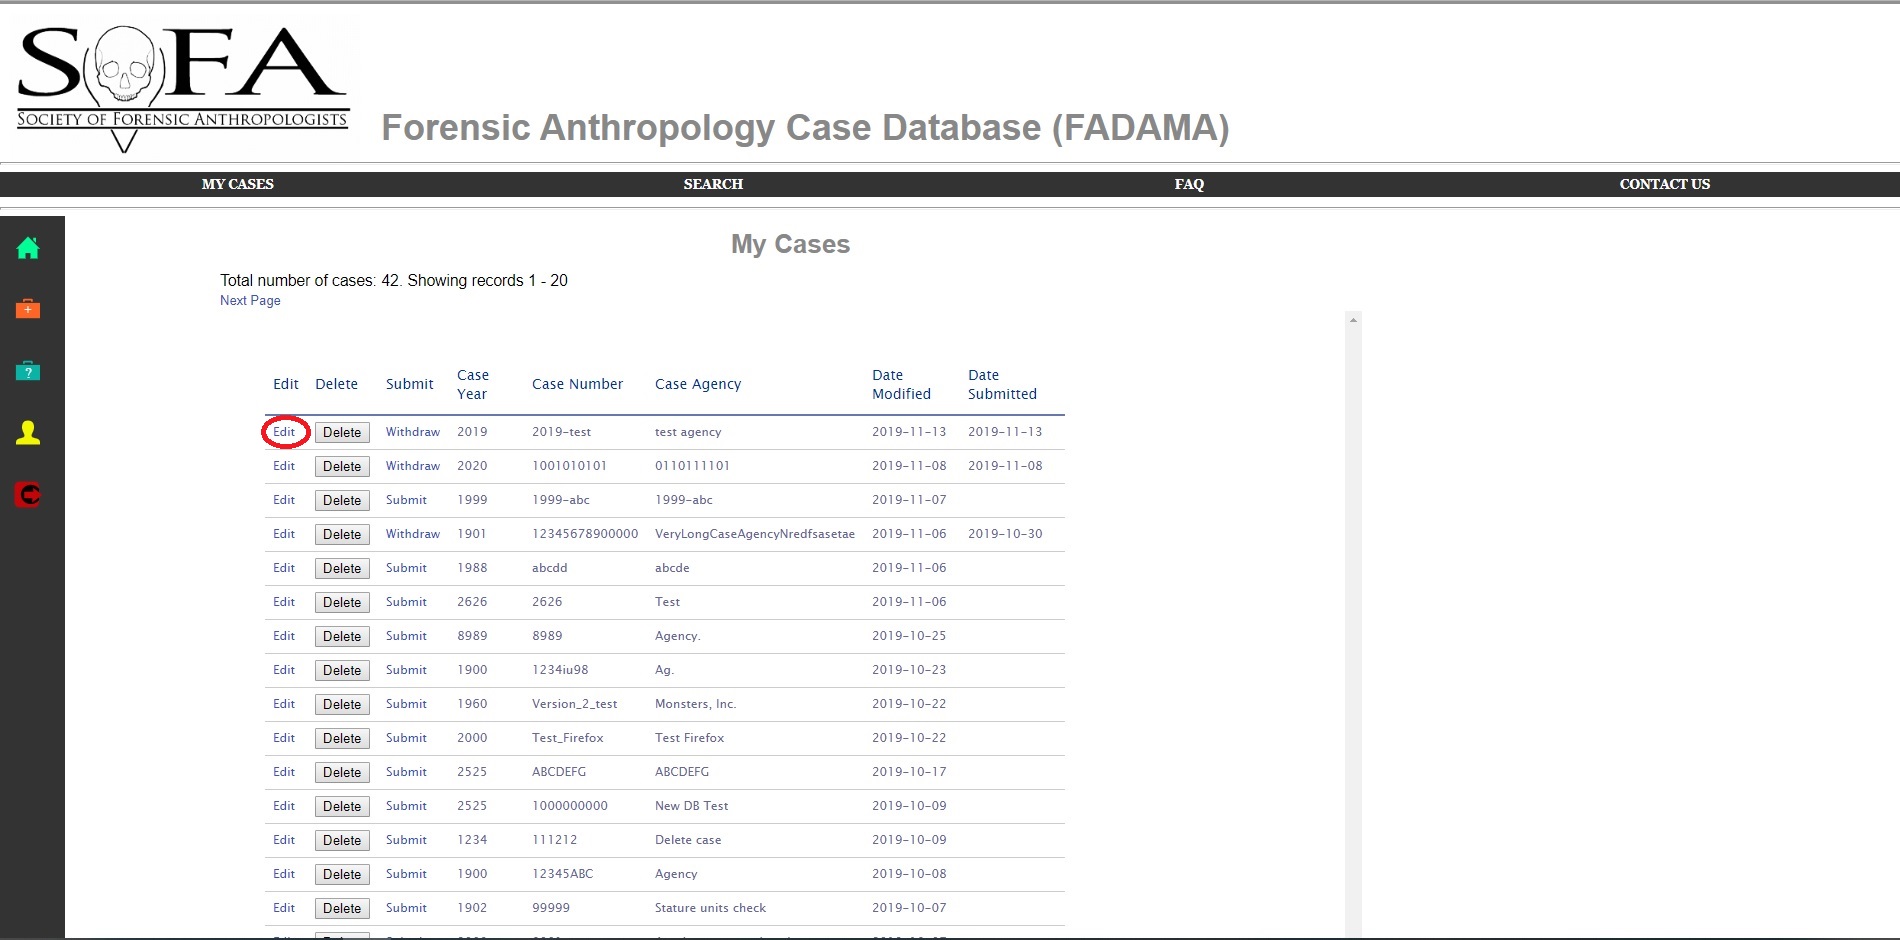 SOFA
SOCIETY OF FORENSIC ANTHROPOLOGISTS
Forensic Anthropology Case Database (FADAMA)
MY CASES SEARCH FAQ CONTACT US
My Cases
Total number of cases: 42. Showing records 1 - 20
Next Page
Edit Delete Submit Case Year Case Number Case Agency Date Modified Date Submitted
Edit Delete Withdraw 2019 2019-test test agency 2019-11-13 2019-11-13
Edit Delete Withdraw 2020 1001010101 0110111101 2019-11-08 2019-11-08
Edit Delete Submit 1999 1999-abc 1999-abc 2019-11-07
Edit Delete Withdraw 1901 12345678900000 VeryLongCaseAgencyNredfsasetae 2019-11-06 2019-10-30
Edit Delete Submit 1988 abcdd abcde 2019-11-06
Edit Delete Submit 2626 2626 Test 2019-11-06
Edit Delete Submit 8989 8989 Agency. 2019-10-25
Edit Delete Submit 1900 1234iu98 Ag. 2019-10-23
Edit Delete Submit 1960 Version_2_test Monsters, Inc. 2019-10-22
Edit Delete Submit 2000 Test_Firefox Test Firefox 2019-10-22
Edit Delete Submit 2525 ABCDEFG ABCDEFG 2019-10-17
Edit Delete Submit 2525 1000000000 New DB Test 2019-10-09
Edit Delete Submit 1234 111212 Delete case 2019-10-09
Edit Delete Submit 1900 12345ABC Agency 2019-10-08
Edit Delete Submit 1902 99999 Stature units check 2019-10-07